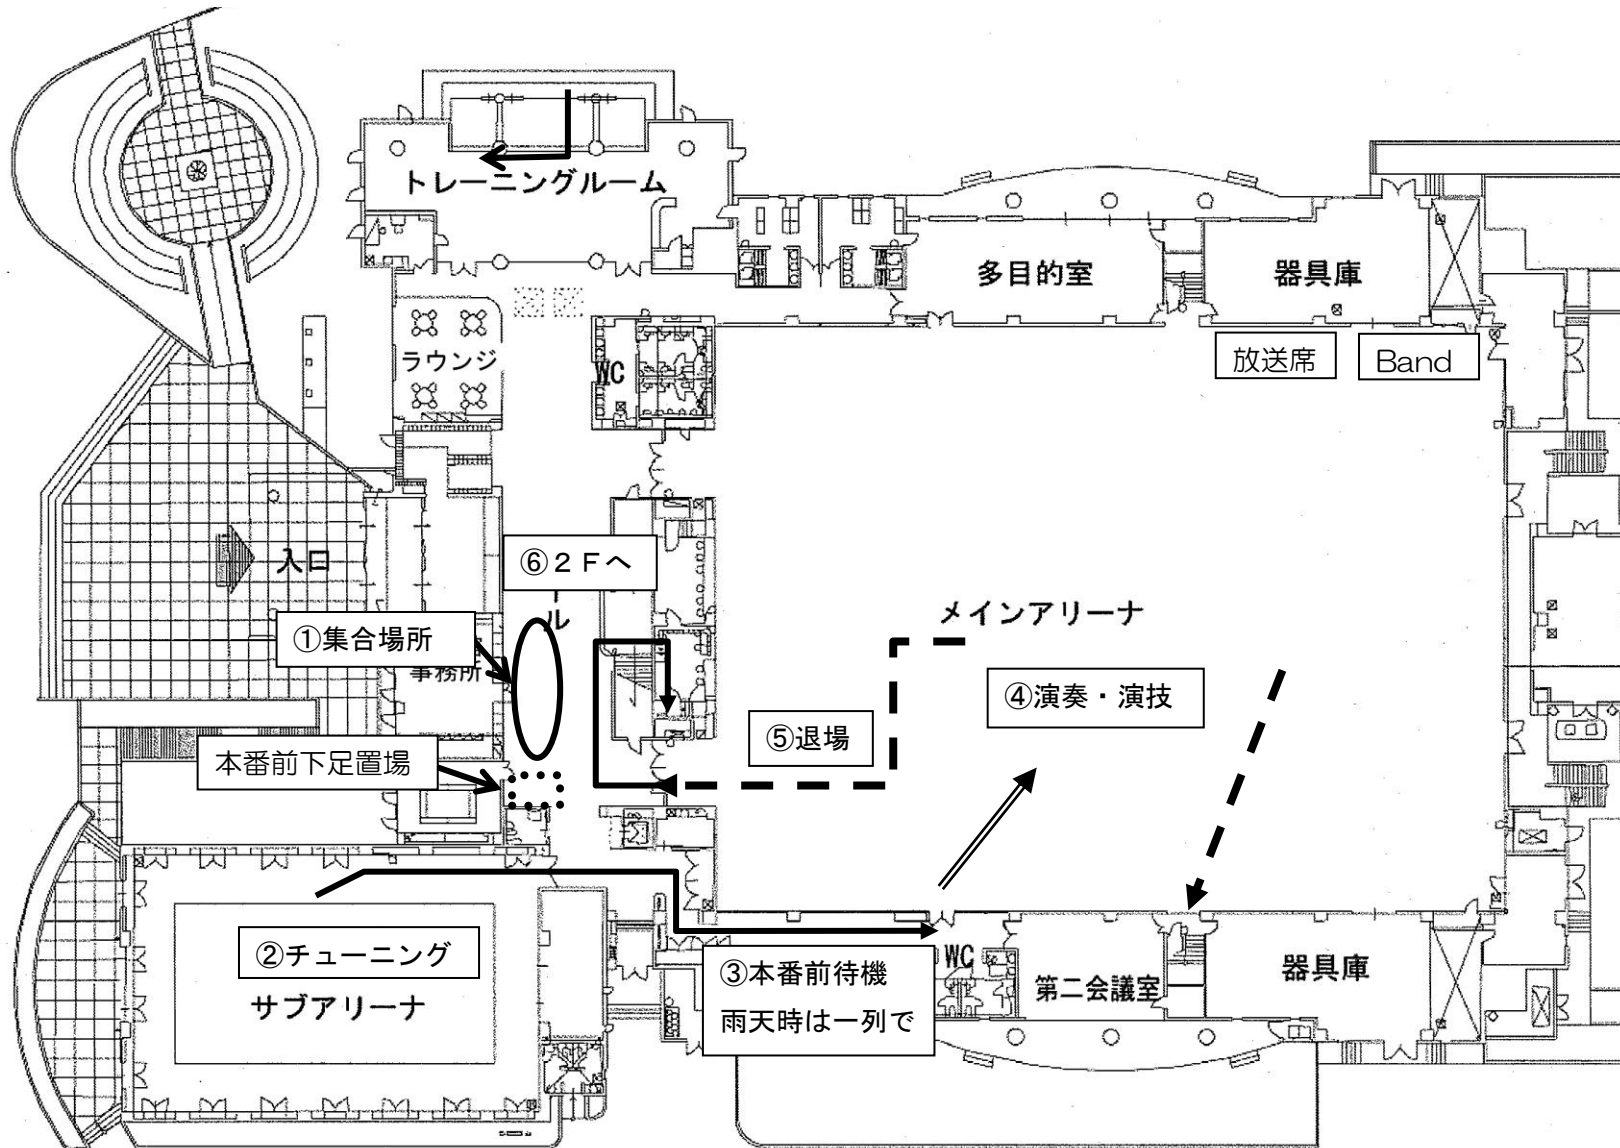 トレーニングルーム
多目的室
器具庫
ラウンジ
WC
放送席
Band
入口
⑥2Fへ
ール
①集合場所
事務所
メインアリーナ
④演奏・演技
⑤退場
本番前下足置場
②チューニング
サブアリーナ
③本番前待機
雨天時は一列で
WC
第二会議室
器具庫